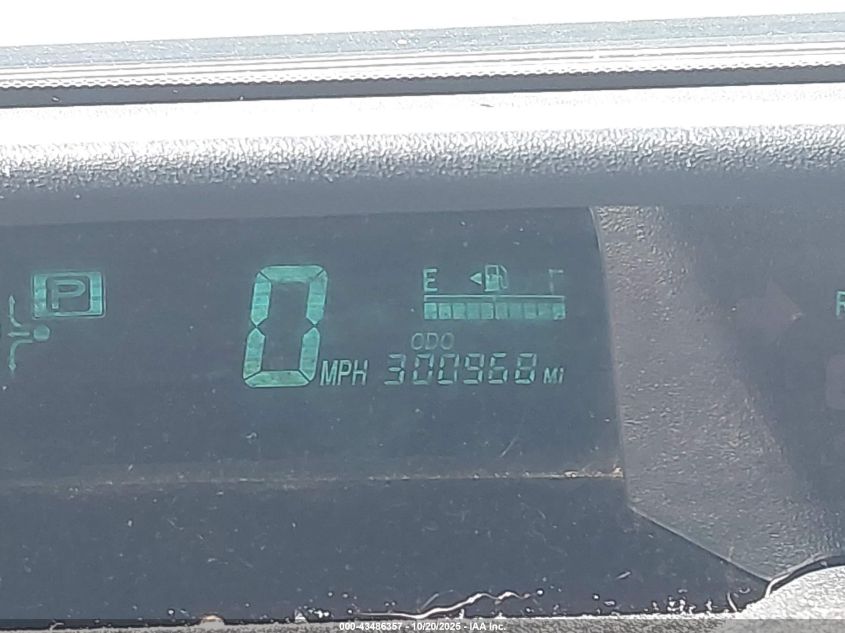 P
0 MPH
E F
ODO
300968 Mi
R
000-43486357 - 10/20/2025 - IAA Inc.